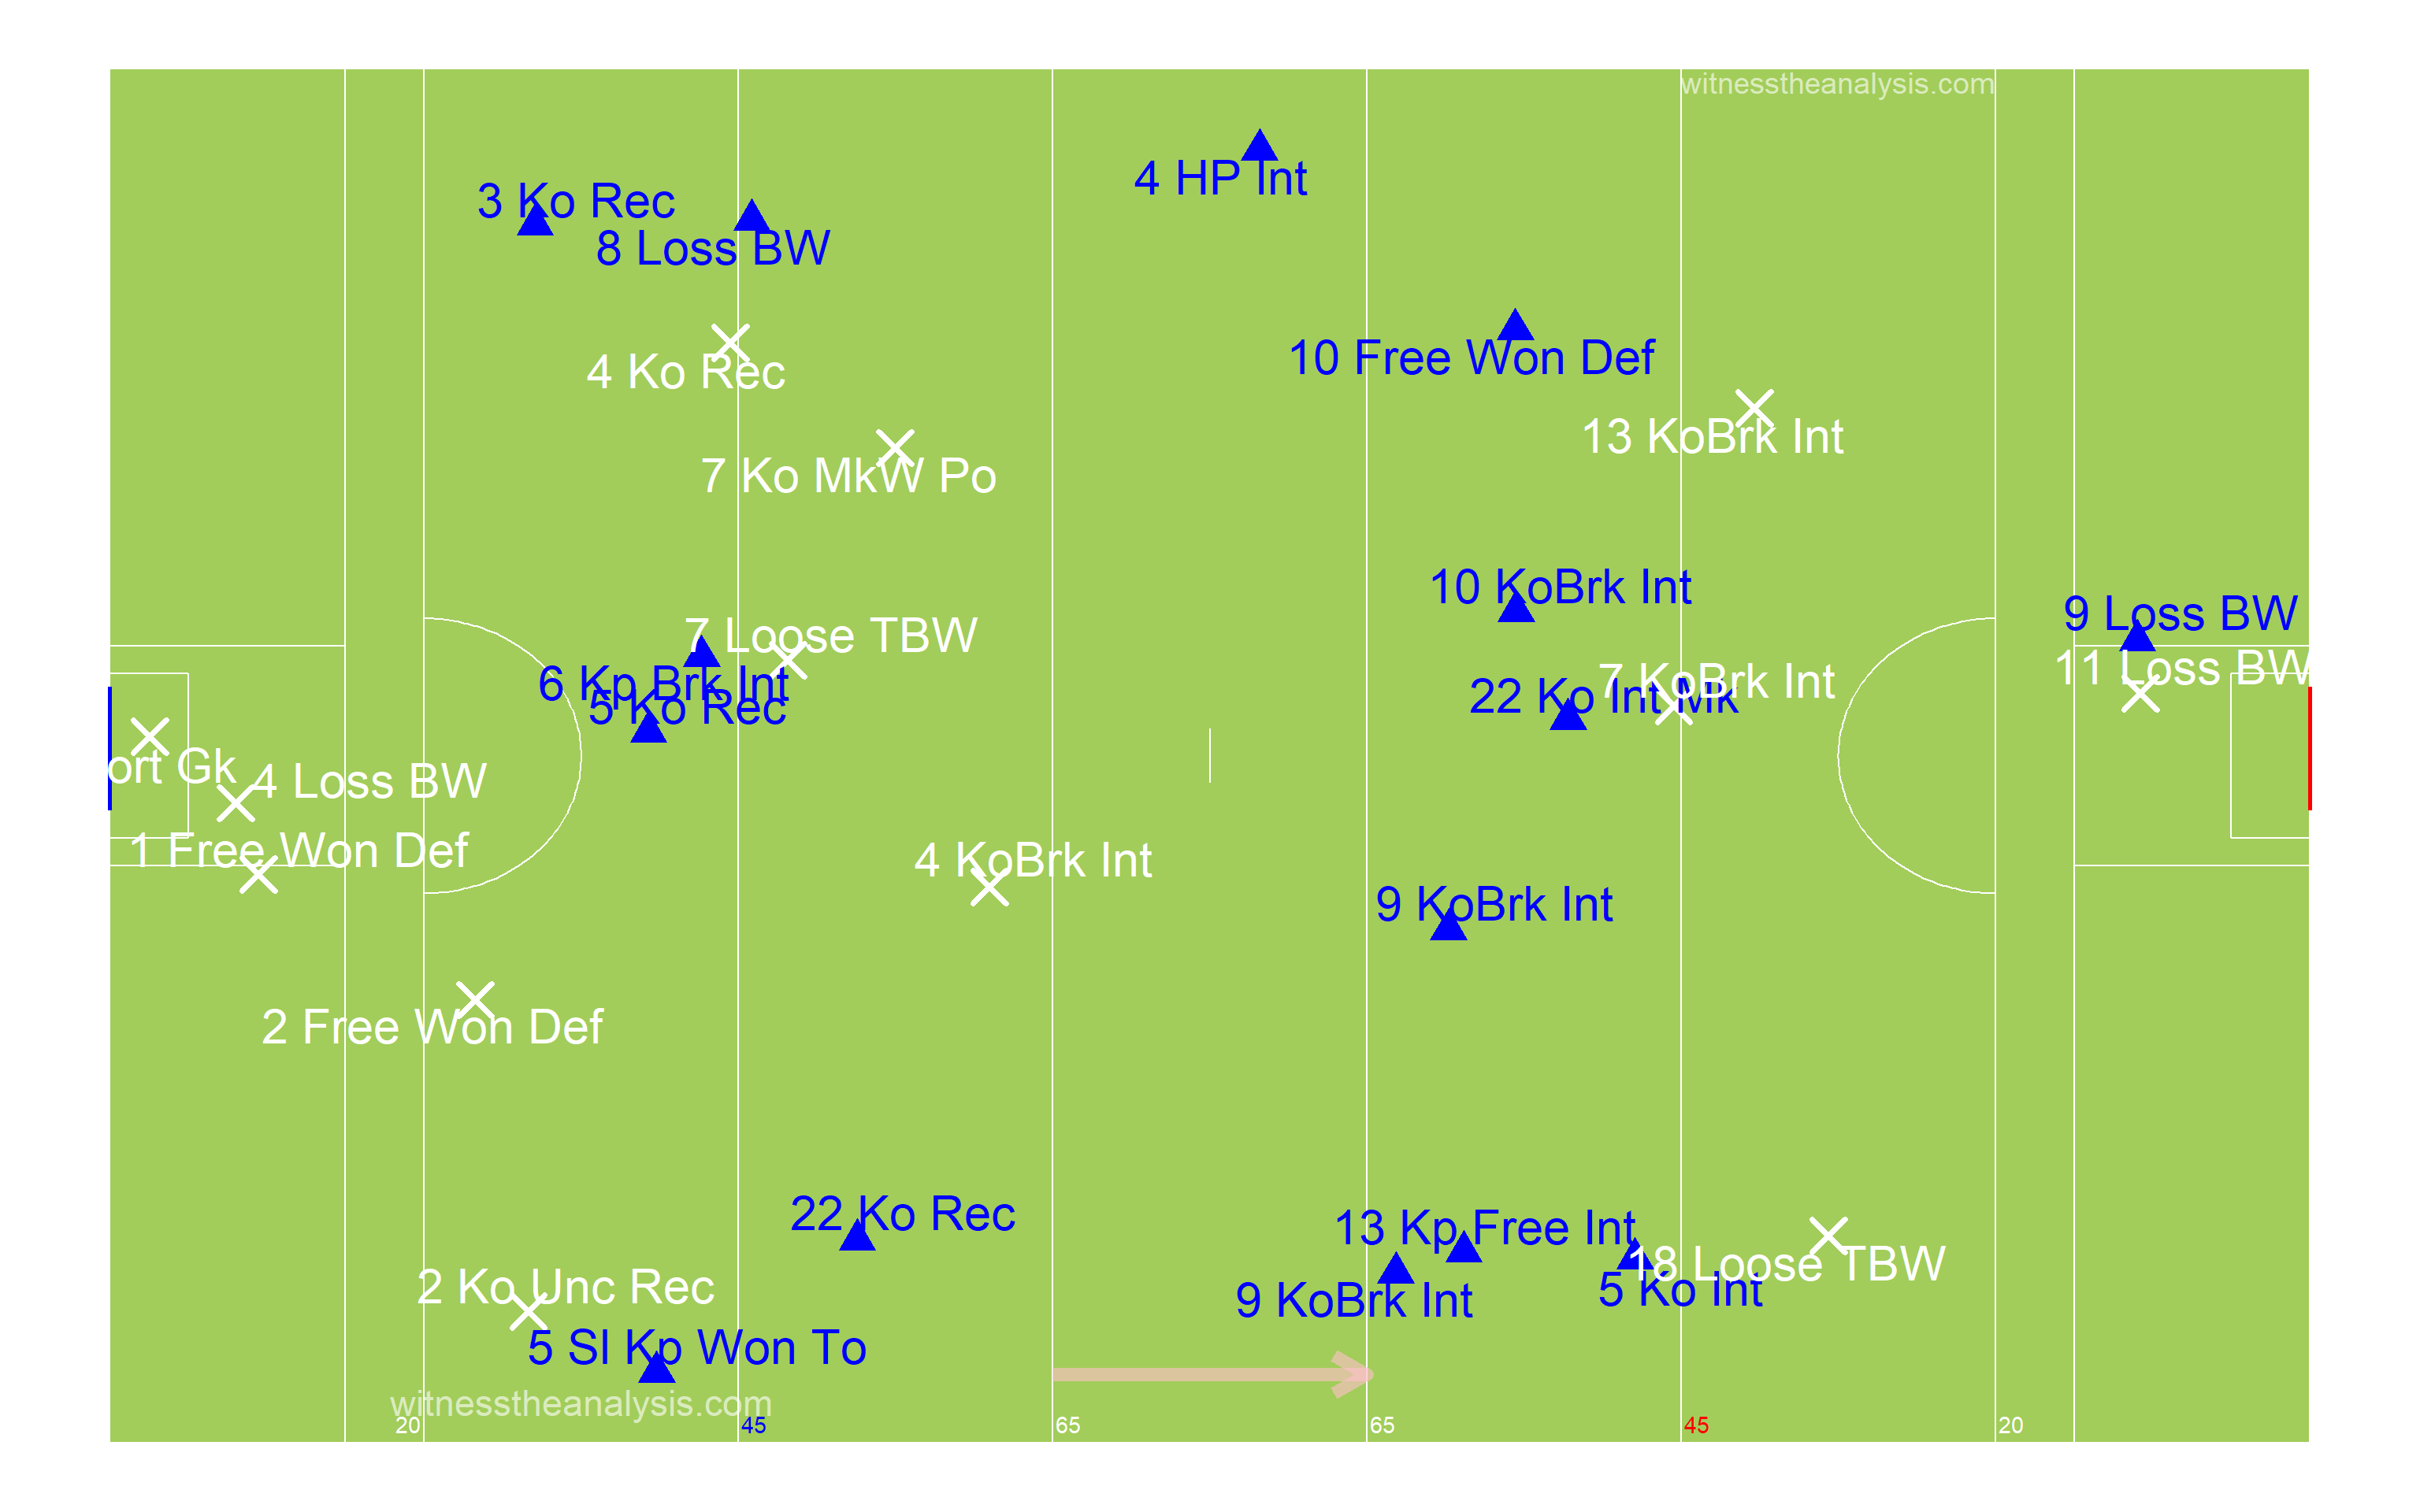 witnesstheanalysis.com
4 HP Int
3 Ko Rec
8 Loss BW
10 Free Won Def
4 Ko Rec
13 KoBrk Int
7 Ko MkW Po
10 KoBrk Int
9 Loss BW
7 Loose TBW
11 Loss BW
6 Kp Brk Int
7 KoBrk Int
22 Ko Int Mk
5 Ko Rec
ort Gk
4 Loss BW
1 Free Won Def
4 KoBrk Int
9 KoBrk Int
2 Free Won Def
22 Ko Rec
13 Kp Free Int
18 Loose TBW
2 Ko Unc Rec
5 Ko Int
9 KoBrk Int
5 Sl Kp Won To
witnesstheanalysis.com
20 45 65 65 45 20